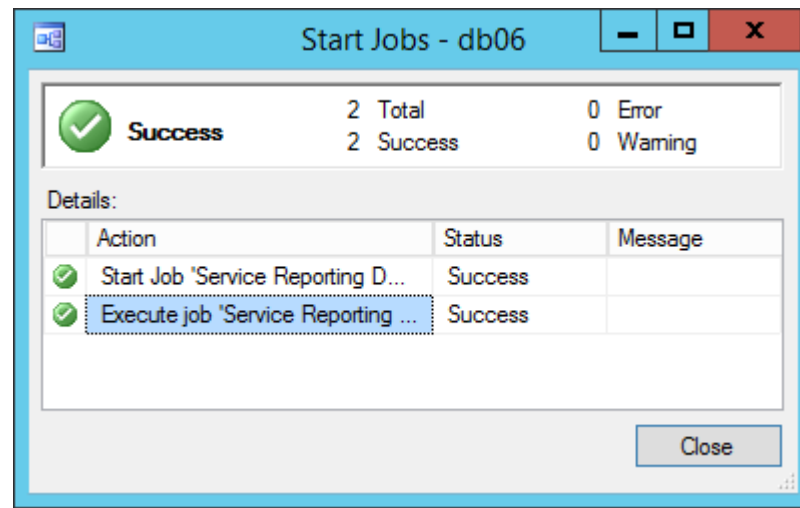 Start Jobs - db06
Success
2 Total
0 Error
2 Success
0 Warning
Details:
Action Status Message
Start Job 'Service Reporting D... Success
Execute job 'Service Reporting ... Success
Close